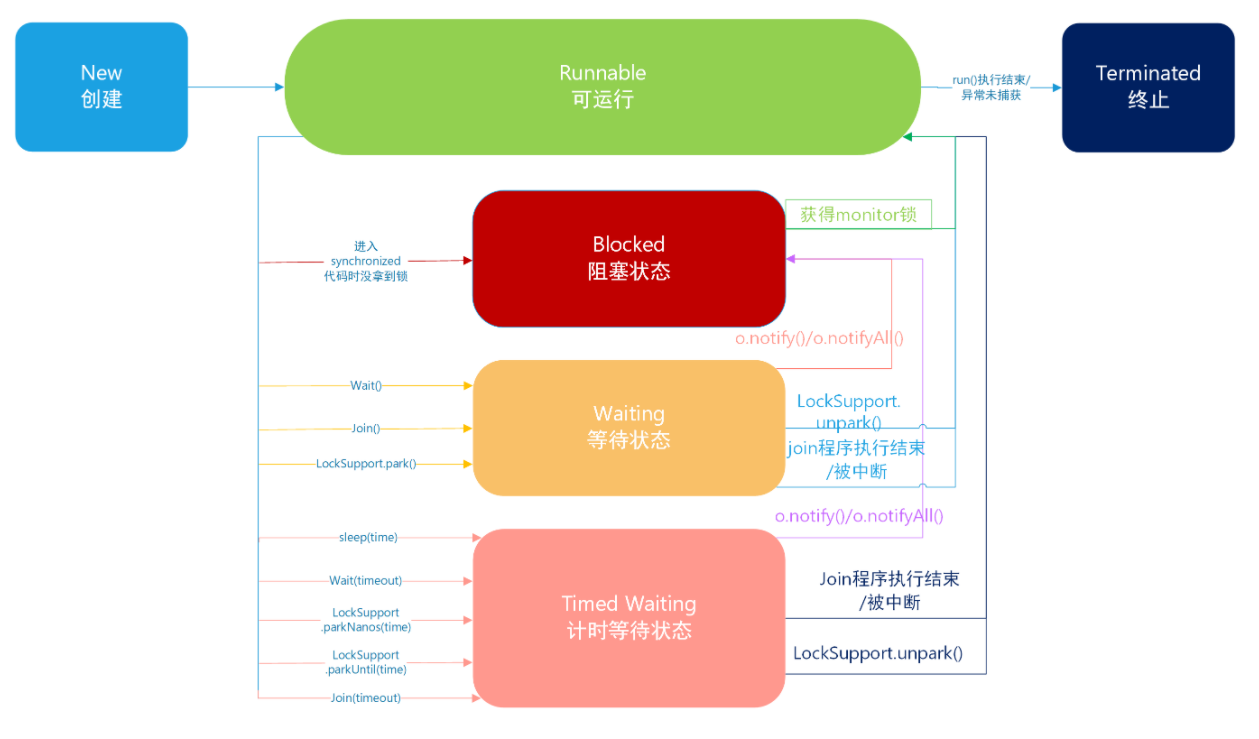 New
创建
Runnable
可运行
run()执行结束/
异常未捕获
Terminated
终止
进入
synchronized
代码时没拿到锁
Blocked
阻塞状态
获得monitor锁
o.notify()/o.notifyAll()
Wait()
Join()
LockSupport.park()
Waiting
等待状态
LockSupport.
unpark()
join程序执行结束
/被中断
o.notify()/o.notifyAll()
sleep(time)
Wait(timeout)
LockSupport
.parkNanos(time)
LockSupport
.parkUntil(time)
Join(timeout)
Timed Waiting
计时等待状态
Join程序执行结束
/被中断
LockSupport.unpark()